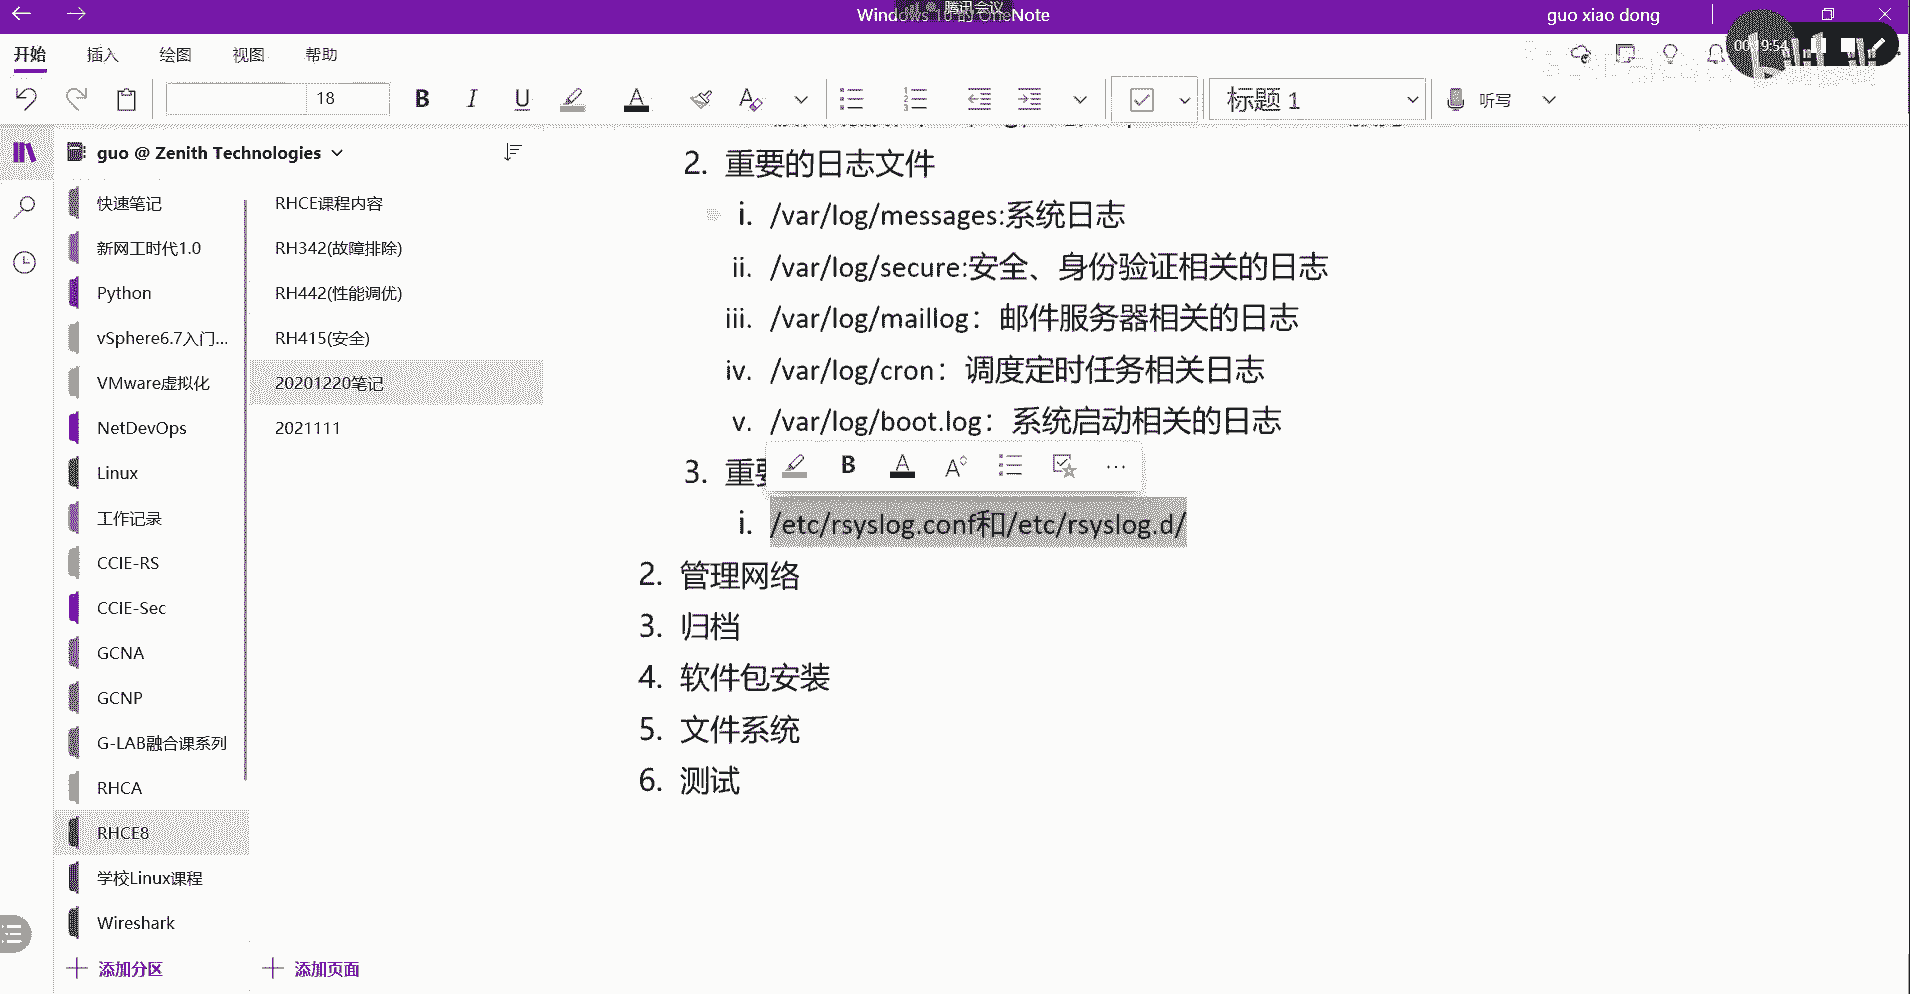 Windows 10 的 OneNote
腾讯会议
guo xiao dong
开始 插入 绘图 视图 帮助
00:19:54
18
B I U A
标题 1
听写
guo @ Zenith Technologies
快速笔记
新网工时代1.0
Python
vSphere6.7入门...
VMware虚拟化
NetDevOps
Linux
工作记录
CCIE-RS
CCIE-Sec
GCNA
GCNP
G-LAB融合课系列
RHCA
RHCE8
学校Linux课程
Wireshark
添加分区
RHCE课程内容
RH342(故障排除)
RH442(性能调优)
RH415(安全)
20201220笔记
2021111
添加页面
2. 重要的日志文件
i. /var/log/messages:系统日志
ii. /var/log/secure:安全、身份验证相关的日志
iii. /var/log/maillog：邮件服务器相关的日志
iv. /var/log/cron：调度定时任务相关日志
v. /var/log/boot.log：系统启动相关的日志
B A A ...
3. 重要
i. /etc/rsyslog.conf和/etc/rsyslog.d/
2. 管理网络
3. 归档
4. 软件包安装
5. 文件系统
6. 测试